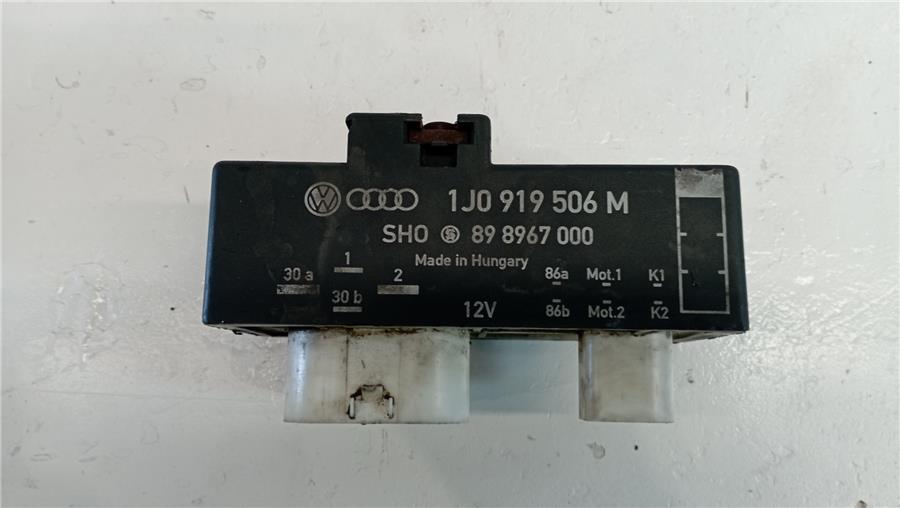 1J0 919 506 M
SHO 89 8967 000
Made in Hungary
30 a 1 2 86a Mot.1 K1
30 b 12V 86b Mot.2 K2